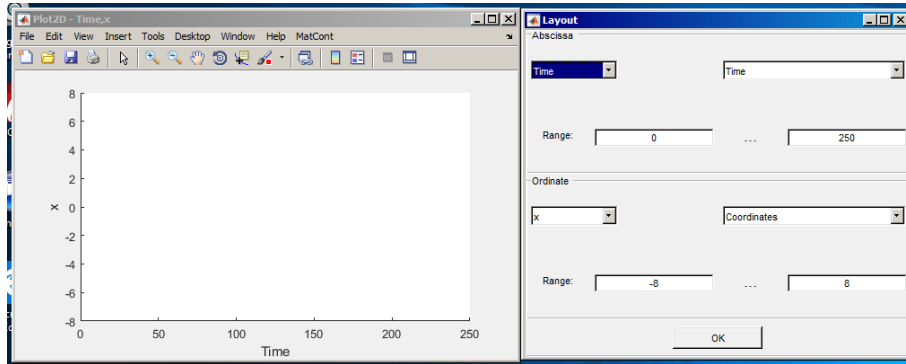 Plot2D - Time,x
File Edit View Insert Tools Desktop Window Help MatCont
8
6
4
2
0
-2
-4
-6
-8
x
0 50 100 150 200 250
Time
Layout
Abscissa
Time Time
Range: 0 ... 250
Ordinate
x Coordinates
Range: -8 ... 8
OK